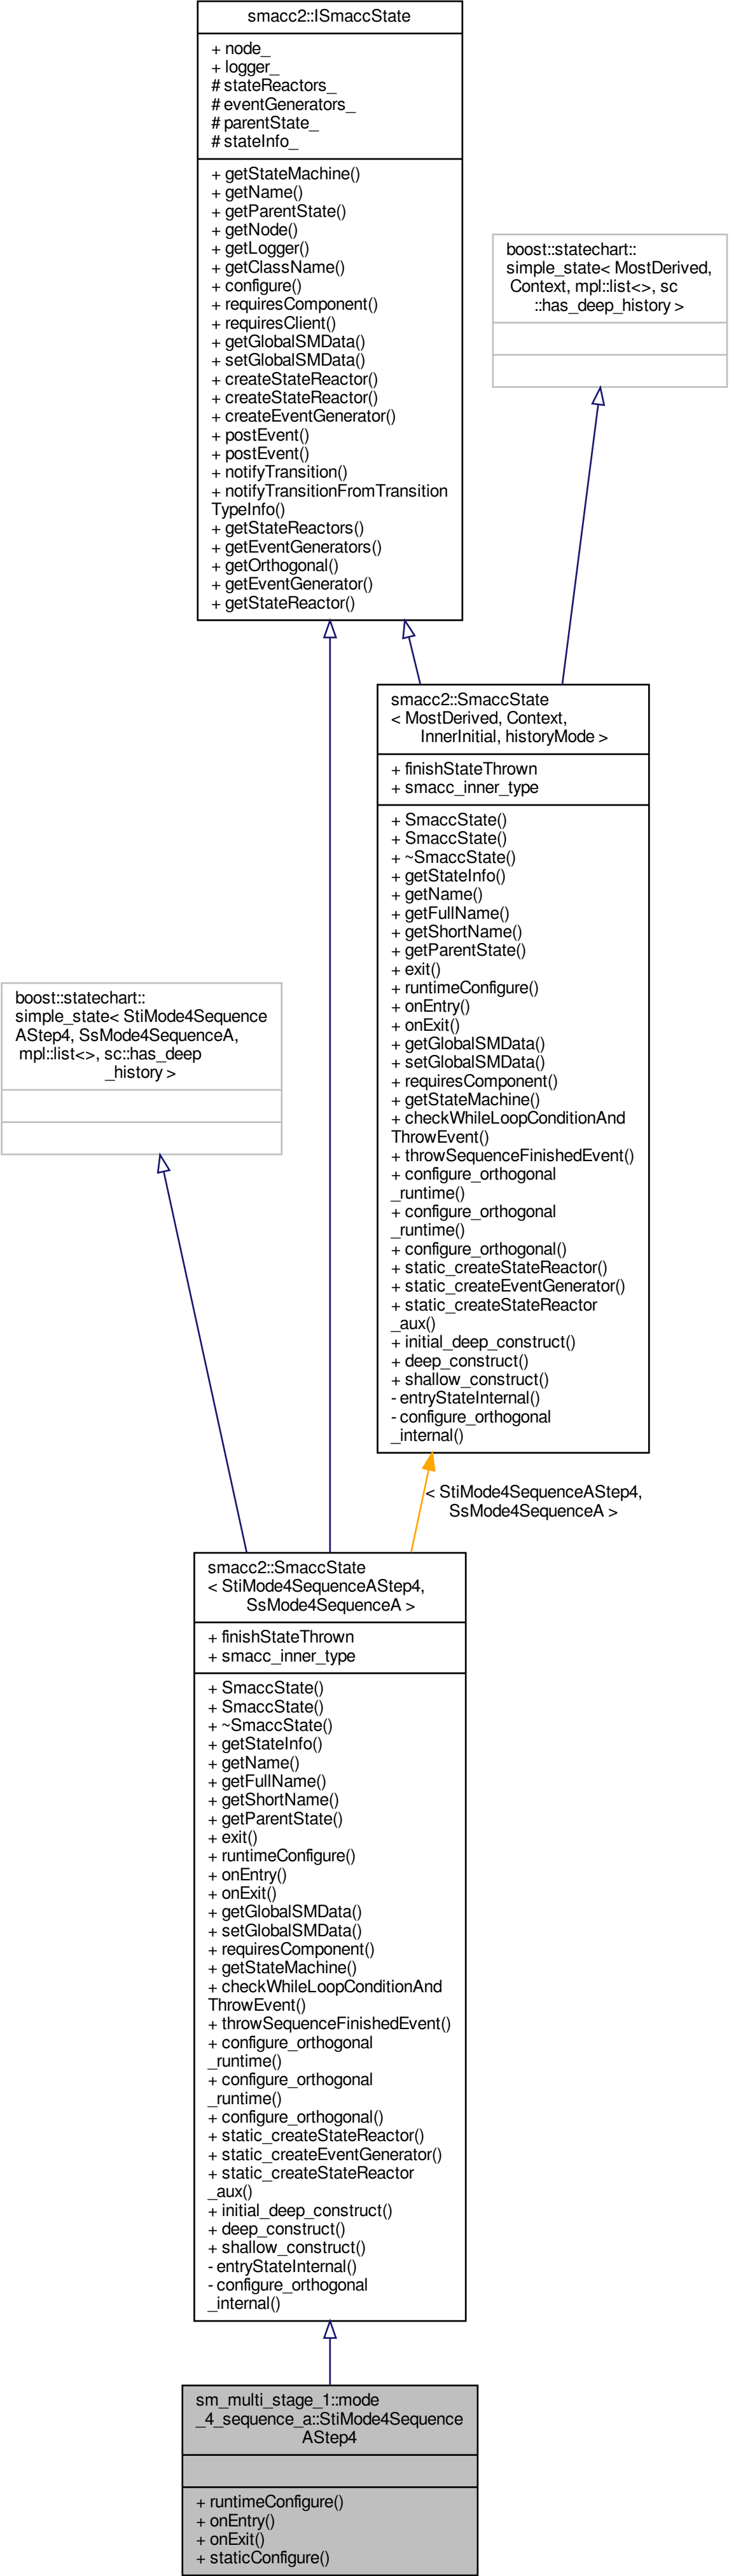 smacc2::ISmaccState
+ node_
+ logger_
# stateReactors_
# eventGenerators_
# parentState_
# stateInfo_
+ getStateMachine()
+ getName()
+ getParentState()
+ getNode()
+ getLogger()
+ getClassName()
+ configure()
+ requiresComponent()
+ requiresClient()
+ getGlobalSMData()
+ setGlobalSMData()
+ createStateReactor()
+ createStateReactor()
+ createEventGenerator()
+ postEvent()
+ postEvent()
+ notifyTransition()
+ notifyTransitionFromTransition
TypeInfo()
+ getStateReactors()
+ getEventGenerators()
+ getOrthogonal()
+ getEventGenerator()
+ getStateReactor()
boost::statechart::
simple_state< MostDerived,
Context, mpl::list<>, sc
::has_deep_history >
smacc2::SmaccState
< MostDerived, Context,
InnerInitial, historyMode >
+ finishStateThrown
+ smacc_inner_type
+ SmaccState()
+ SmaccState()
+ ~SmaccState()
+ getStateInfo()
+ getName()
+ getFullName()
+ getShortName()
+ getParentState()
+ exit()
+ runtimeConfigure()
+ onEntry()
+ onExit()
+ getGlobalSMData()
+ setGlobalSMData()
+ requiresComponent()
+ getStateMachine()
+ checkWhileLoopConditionAnd
ThrowEvent()
+ throwSequenceFinishedEvent()
+ configure_orthogonal
_runtime()
+ configure_orthogonal
_runtime()
+ configure_orthogonal()
+ static_createStateReactor()
+ static_createEventGenerator()
+ static_createStateReactor
_aux()
+ initial_deep_construct()
+ deep_construct()
+ shallow_construct()
- entryStateInternal()
- configure_orthogonal
_internal()
boost::statechart::
simple_state< StiMode4Sequence
AStep4, SsMode4SequenceA,
mpl::list<>, sc::has_deep
_history >
< StiMode4SequenceAStep4,
SsMode4SequenceA >
smacc2::SmaccState
< StiMode4SequenceAStep4,
SsMode4SequenceA >
+ finishStateThrown
+ smacc_inner_type
+ SmaccState()
+ SmaccState()
+ ~SmaccState()
+ getStateInfo()
+ getName()
+ getFullName()
+ getShortName()
+ getParentState()
+ exit()
+ runtimeConfigure()
+ onEntry()
+ onExit()
+ getGlobalSMData()
+ setGlobalSMData()
+ requiresComponent()
+ getStateMachine()
+ checkWhileLoopConditionAnd
ThrowEvent()
+ throwSequenceFinishedEvent()
+ configure_orthogonal
_runtime()
+ configure_orthogonal
_runtime()
+ configure_orthogonal()
+ static_createStateReactor()
+ static_createEventGenerator()
+ static_createStateReactor
_aux()
+ initial_deep_construct()
+ deep_construct()
+ shallow_construct()
- entryStateInternal()
- configure_orthogonal
_internal()
sm_multi_stage_1::mode
_4_sequence_a::StiMode4Sequence
AStep4
+ runtimeConfigure()
+ onEntry()
+ onExit()
+ staticConfigure()